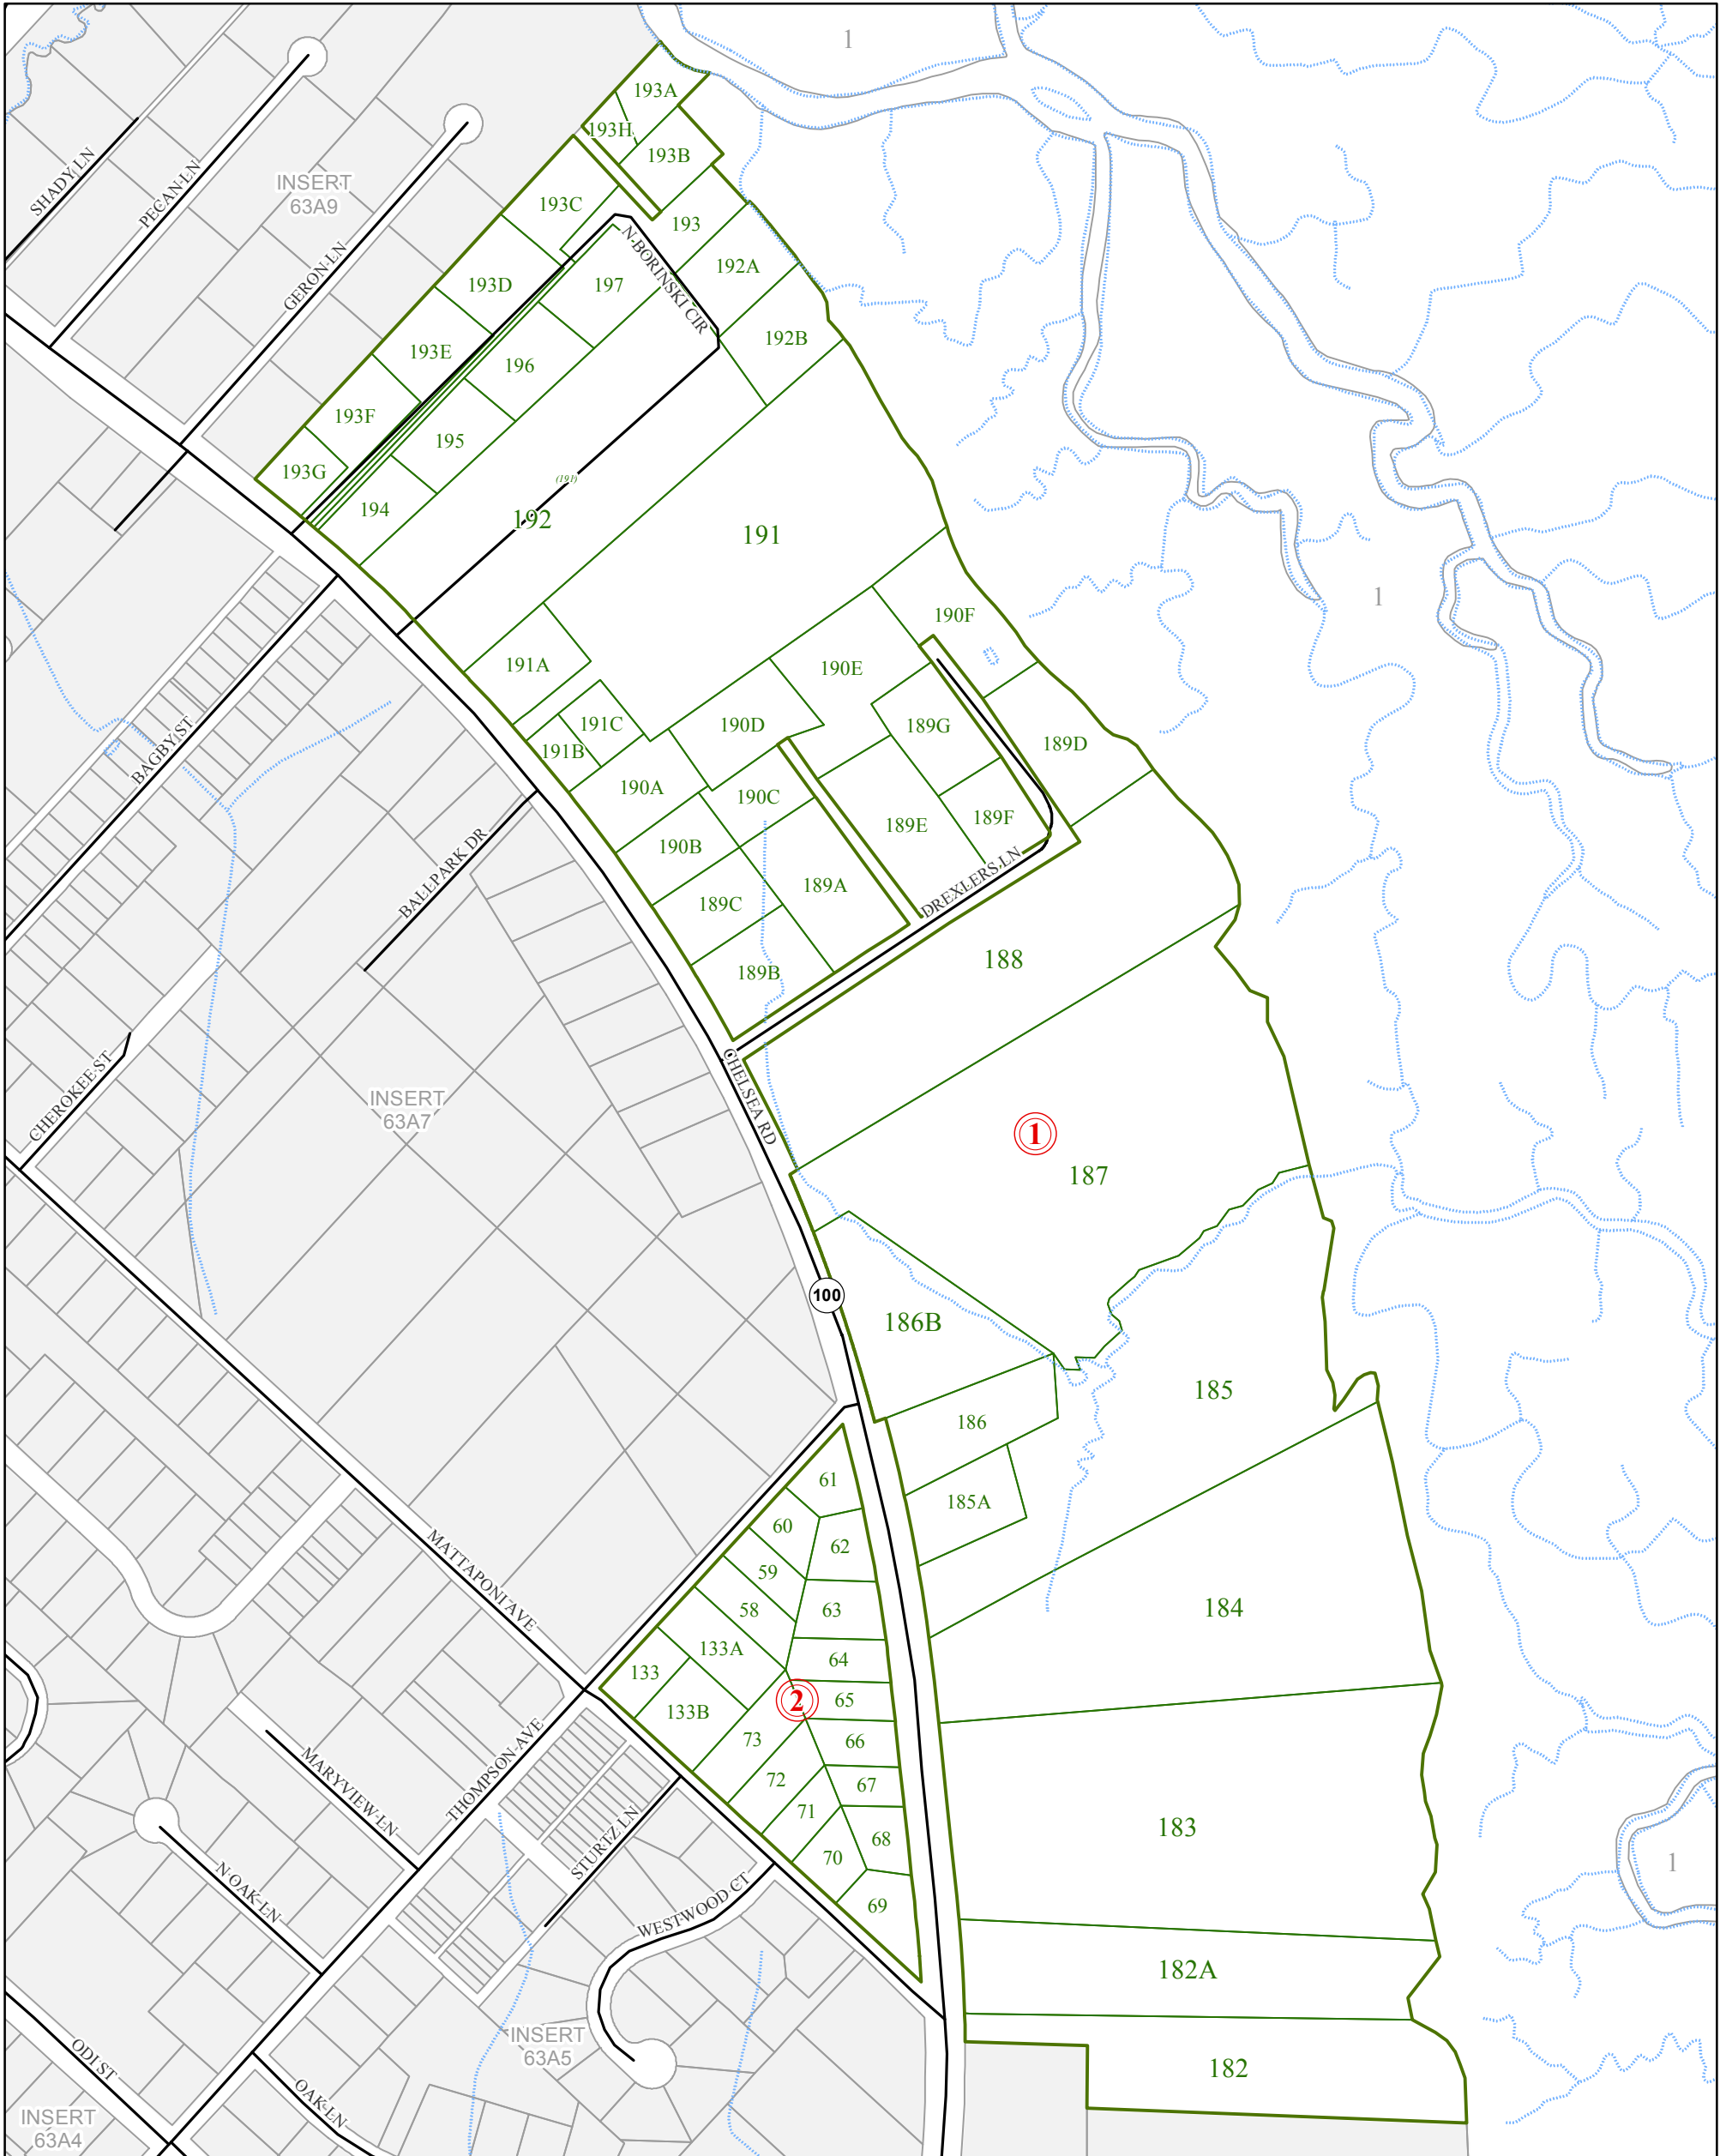 1
193A
193H
193B
SHADY LN
PECAN LN
INSERT
63A9
193C
193
N BORINSKI CIR
GERON LN
192A
193D
197
192B
193E
196
193F
195
193G
(191)
194
192
191
1
190F
191A
190E
191C
190D
189G
191B
189D
BAGBY ST
190A
190C
189F
189E
190B
BALLPARK DR
189A
DREXLERS LN
189C
188
189B
CHEROKEE ST
CHELSEA RD
INSERT
63A7
1
187
100
186B
185
186
61
185A
60
62
MATTAPONI AVE
59
58
63
184
133A
64
133
2
65
133B
73
66
THOMPSON AVE
MARYVIEW LN
72
67
71
183
68
STURTZ LN
70
1
N OAK LN
WESTWOOD CT
69
182A
INSERT
63A5
ODI ST
182
OAK LN
INSERT
63A4